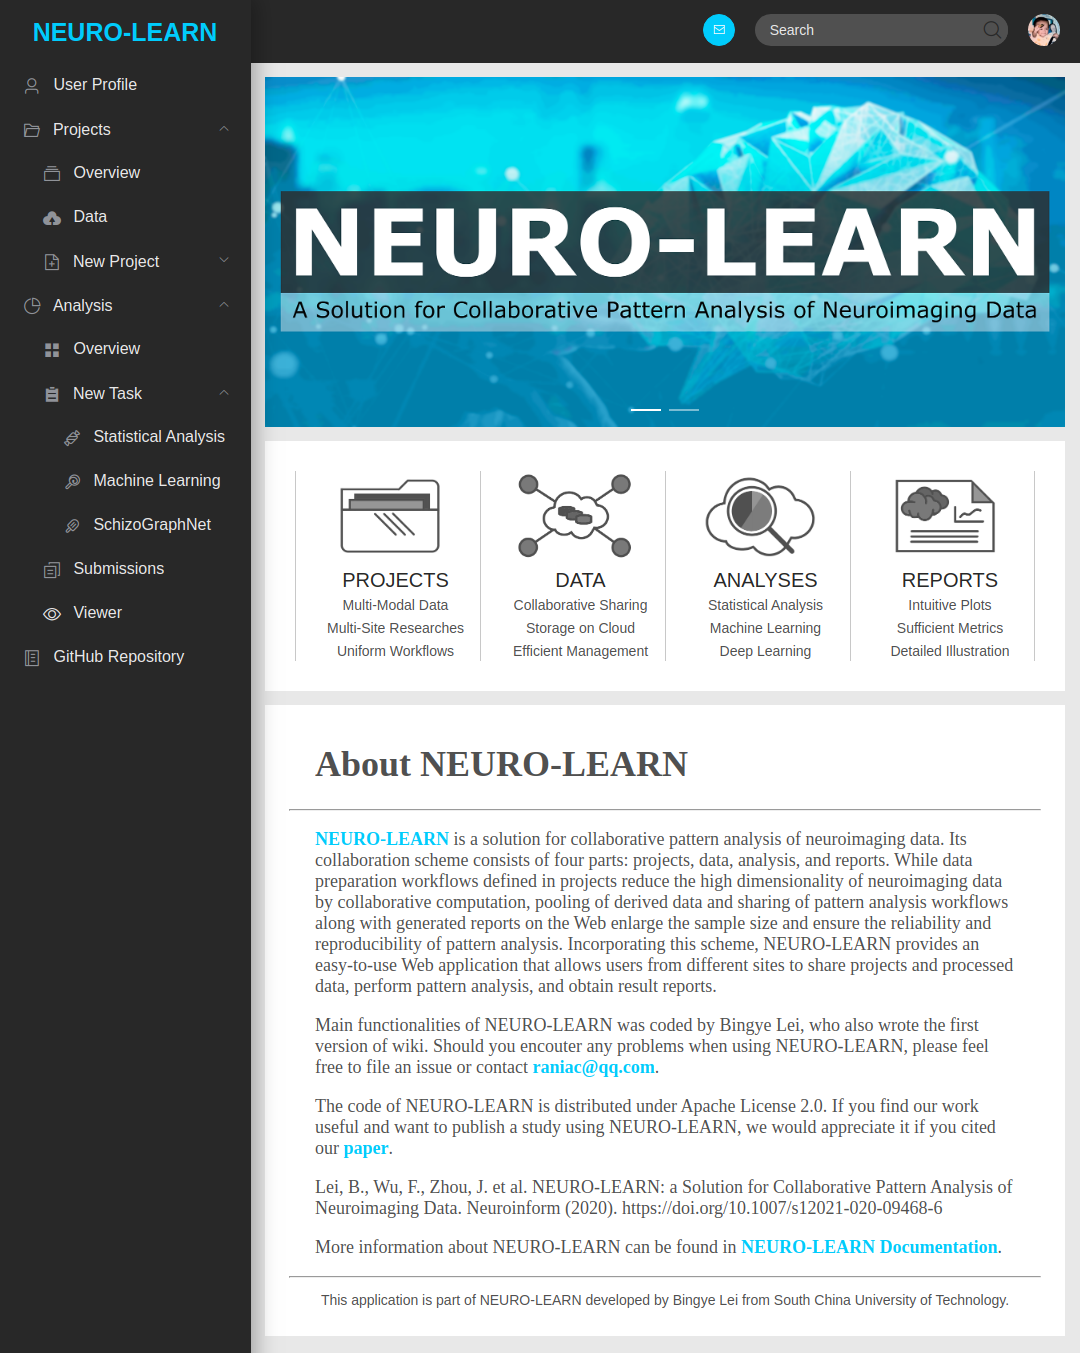 NEURO-LEARN
Search
User Profile
Projects
Overview
Data
New Project
Analysis
Overview
New Task
Statistical Analysis
Machine Learning
SchizoGraphNet
Submissions
Viewer
GitHub Repository
NEURO-LEARN
A Solution for Collaborative Pattern Analysis of Neuroimaging Data
PROJECTS
Multi-Modal Data
Multi-Site Researches
Uniform Workflows
DATA
Collaborative Sharing
Storage on Cloud
Efficient Management
ANALYSES
Statistical Analysis
Machine Learning
Deep Learning
REPORTS
Intuitive Plots
Sufficient Metrics
Detailed Illustration
About NEURO-LEARN
NEURO-LEARN is a solution for collaborative pattern analysis of neuroimaging data. Its
collaboration scheme consists of four parts: projects, data, analysis, and reports. While data
preparation workflows defined in projects reduce the high dimensionality of neuroimaging data
by collaborative computation, pooling of derived data and sharing of pattern analysis workflows
along with generated reports on the Web enlarge the sample size and ensure the reliability and
reproducibility of pattern analysis. Incorporating this scheme, NEURO-LEARN provides an
easy-to-use Web application that allows users from different sites to share projects and processed
data, perform pattern analysis, and obtain result reports.
Main functionalities of NEURO-LEARN was coded by Bingye Lei, who also wrote the first
version of wiki. Should you encouter any problems when using NEURO-LEARN, please feel
free to file an issue or contact raniac@qq.com.
The code of NEURO-LEARN is distributed under Apache License 2.0. If you find our work
useful and want to publish a study using NEURO-LEARN, we would appreciate it if you cited
our paper.
Lei, B., Wu, F., Zhou, J. et al. NEURO-LEARN: a Solution for Collaborative Pattern Analysis of
Neuroimaging Data. Neuroinform (2020). https://doi.org/10.1007/s12021-020-09468-6
More information about NEURO-LEARN can be found in NEURO-LEARN Documentation.
This application is part of NEURO-LEARN developed by Bingye Lei from South China University of Technology.